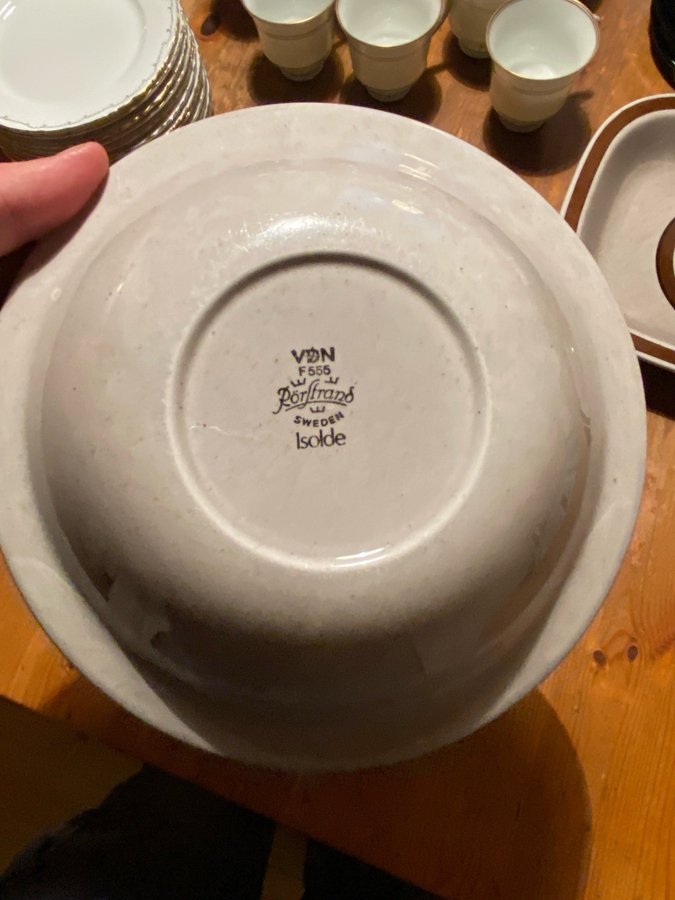 VDN
F555
Rörstrand
SWEDEN
Isolde